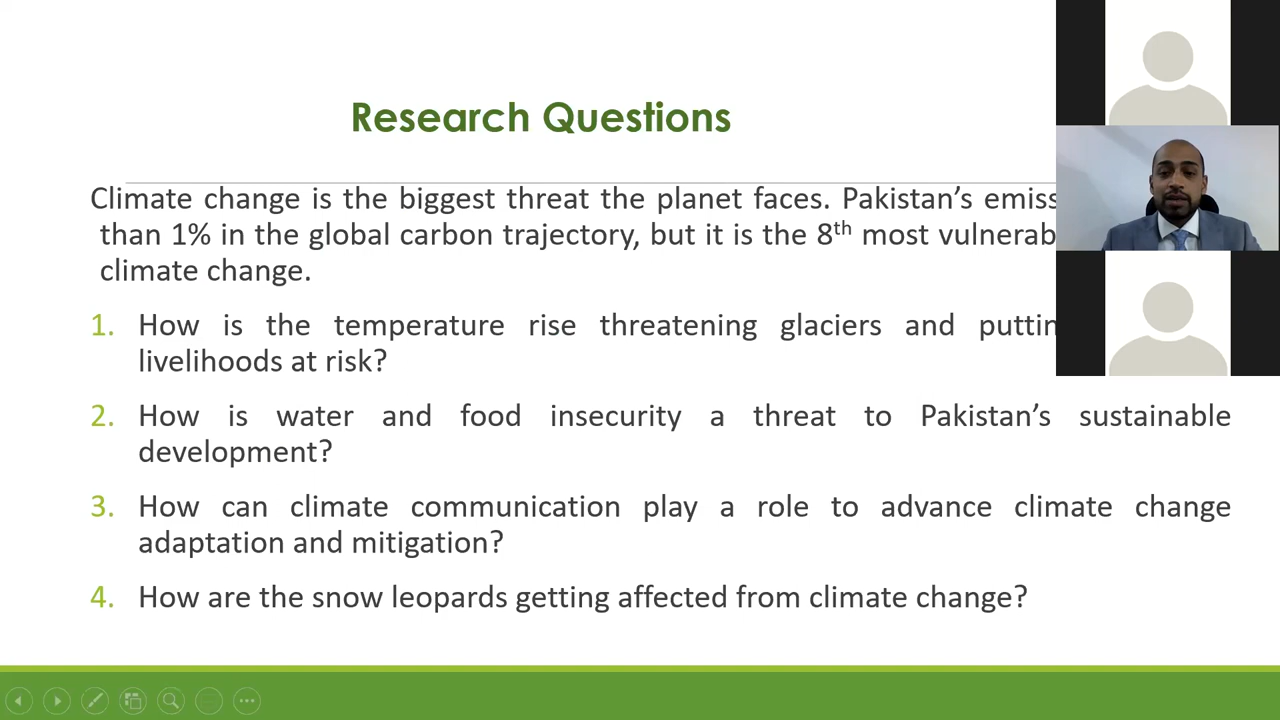 Research Questions
Climate change is the biggest threat the planet faces. Pakistan’s
than 1% in the global carbon trajectory, but it is the 8th most
climate change.
1. How is the temperature rise threatening glaciers and
livelihoods at risk?
2. How is water and food insecurity a threat to Pakistan’s sustainable
development?
3. How can climate communication play a role to advance climate change
adaptation and mitigation?
4. How are the snow leopards getting affected from climate change?